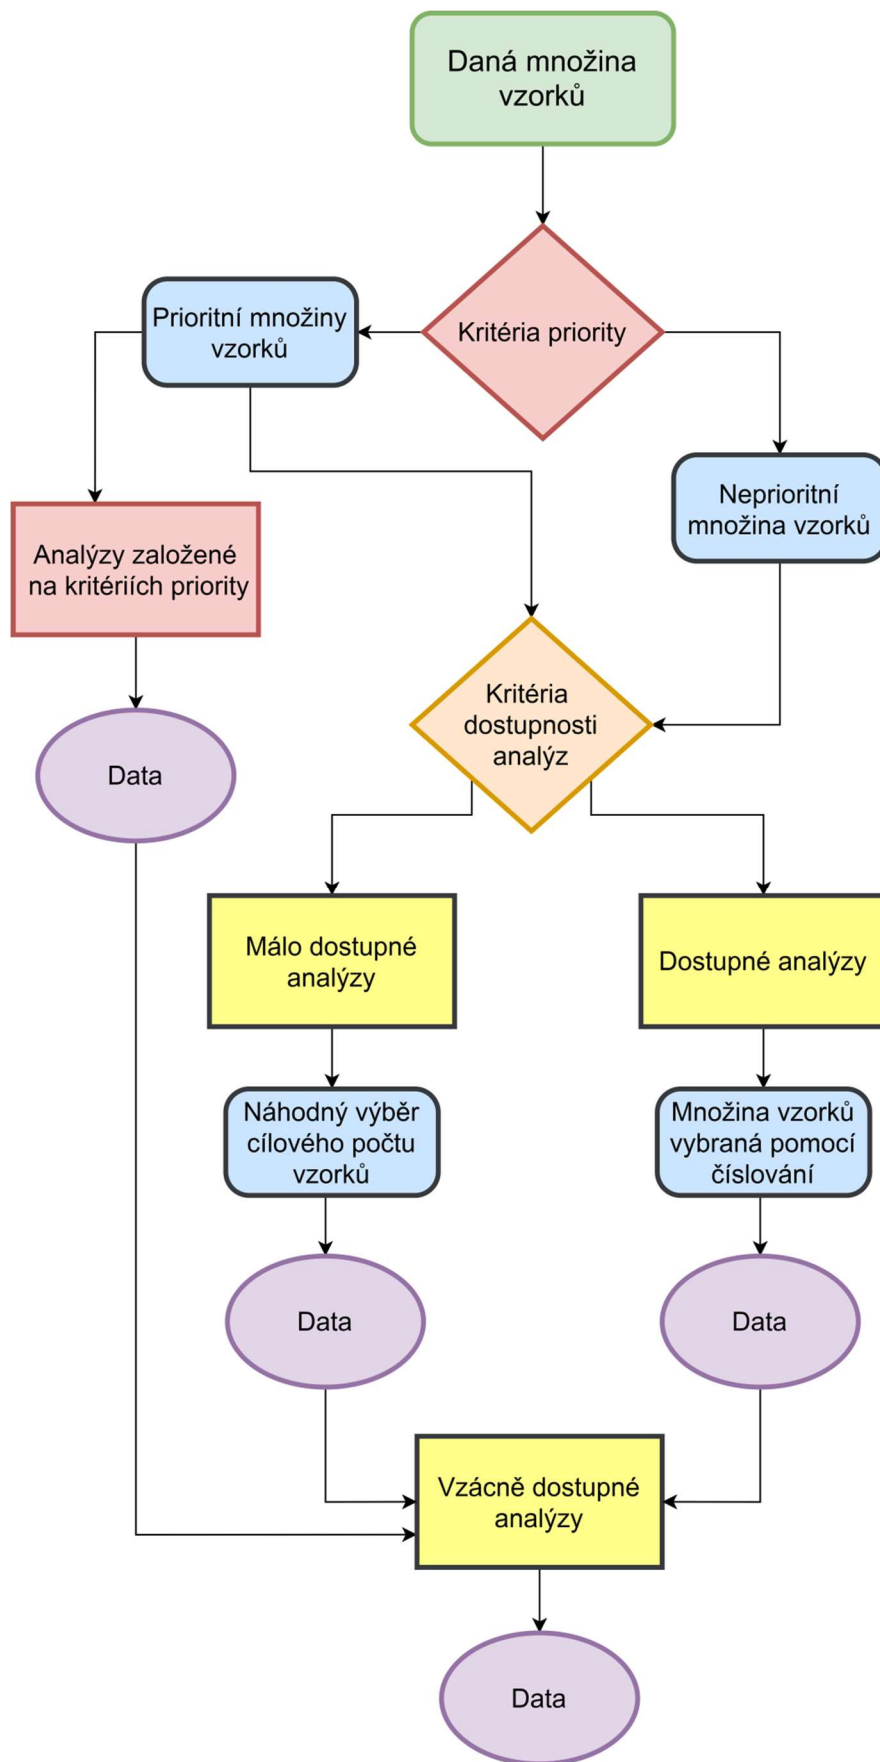 Daná množina
vzorků
Kritéria priority
Prioritní množiny
vzorků
Neprioritní
množina vzorků
Analýzy založené
na kritériích priority
Kritéria
dostupnosti
analýz
Data
Málo dostupné
analýzy
Dostupné analýzy
Náhodný výběr
cílového počtu
vzorků
Množina vzorků
vybraná pomocí
číslování
Data
Data
Vzácně dostupné
analýzy
Data